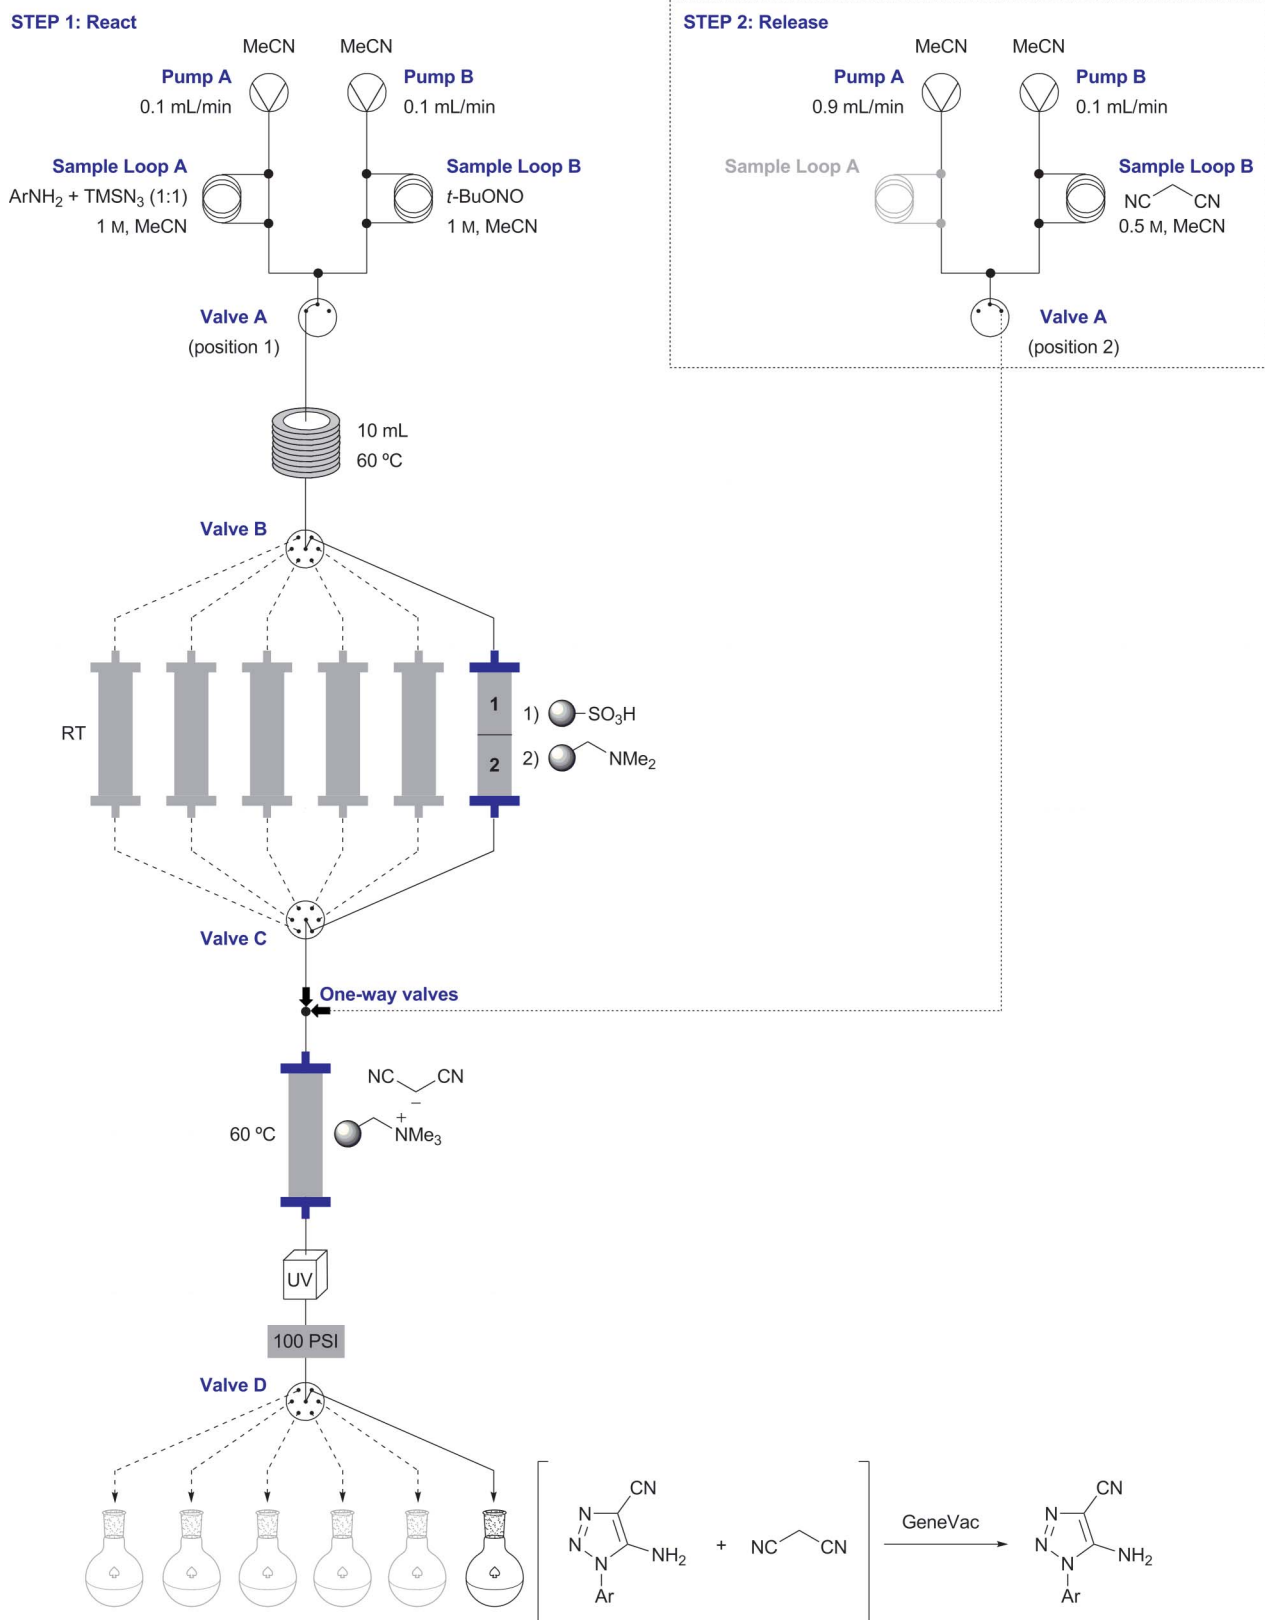 STEP 1: React
MeCN
MeCN
Pump A
0.1 mL/min
Pump B
0.1 mL/min
Sample Loop A
ArNH₂ + TMSN₃ (1:1)
1 M, MeCN
Sample Loop B
t-BuONO
1 M, MeCN
Valve A
(position 1)
STEP 2: Release
MeCN
MeCN
Pump A
0.9 mL/min
Pump B
0.1 mL/min
Sample Loop A
Sample Loop B
NC CN
0.5 M, MeCN
Valve A
(position 2)
10 mL
60 ºC
Valve B
RT
1
2
1) SO₃H
2) NMe₂
Valve C
One-way valves
NC CN
−
+
NMe₃
60 ºC
UV
100 PSI
Valve D
CN
N
N
N
NH₂
Ar
+
NC CN
GeneVac
CN
N
N
N
NH₂
Ar